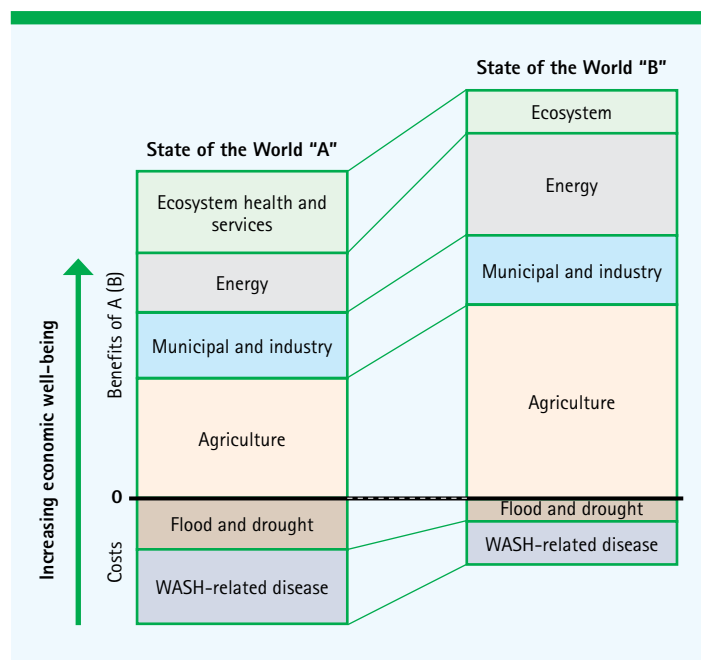 State of the World “B”
Ecosystem
Energy
Municipal and industry
Agriculture
Flood and drought
WASH-related disease
State of the World “A”
Ecosystem health and
services
Energy
Municipal and industry
Agriculture
Flood and drought
WASH-related disease
0
Benefits of A (B)
Costs
Increasing economic well-being